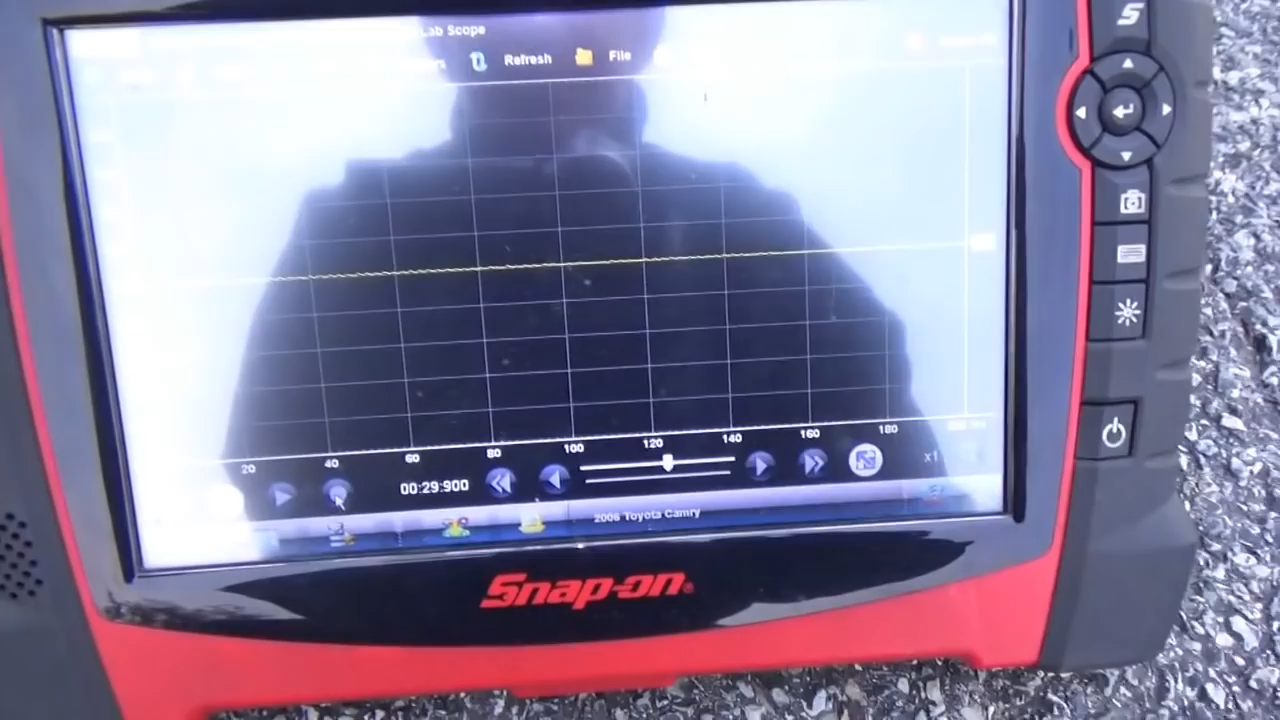 Lab Scope
Refresh File
20 40 60 80 100 120 140 160 180
00:29:900 x1
2006 Toyota Camry
Snap-on®
S